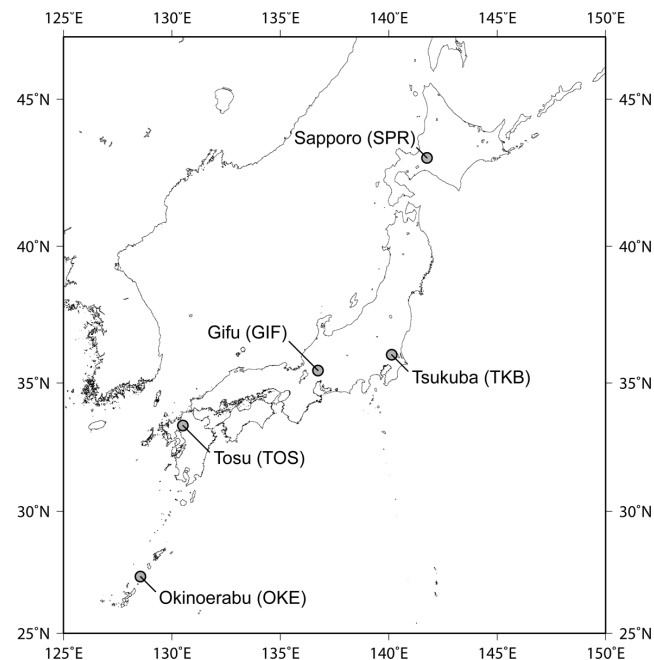 125˚E 130˚E 135˚E 140˚E 145˚E 150˚E
45˚N 45˚N
Sapporo (SPR)
40˚N 40˚N
Gifu (GIF)
Tsukuba (TKB)
35˚N 35˚N
Tosu (TOS)
30˚N 30˚N
Okinoerabu (OKE)
25˚N 25˚N
125˚E 130˚E 135˚E 140˚E 145˚E 150˚E